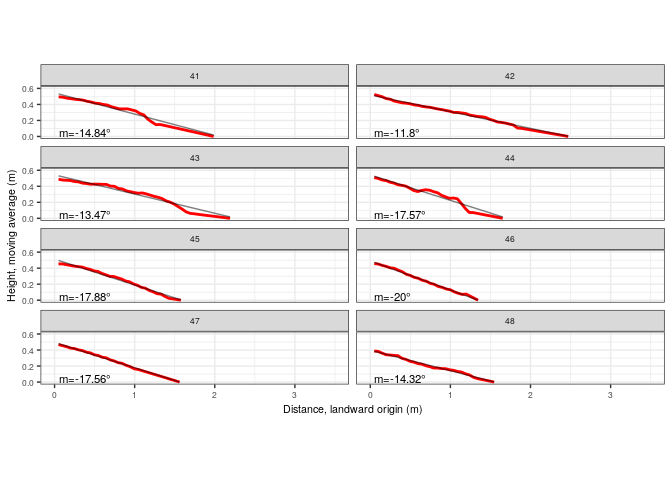 41 42
0.6
0.4
0.2
0.0
m=-14.84° m=-11.8°
43 44
0.6
0.4
0.2
0.0
m=-13.47° m=-17.57°
45 46
0.6
0.4
0.2
0.0
m=-17.88° m=-20°
47 48
0.6
0.4
0.2
0.0
m=-17.56° m=-14.32°
0 1 2 3 0 1 2 3
Distance, landward origin (m)
Height, moving average (m)